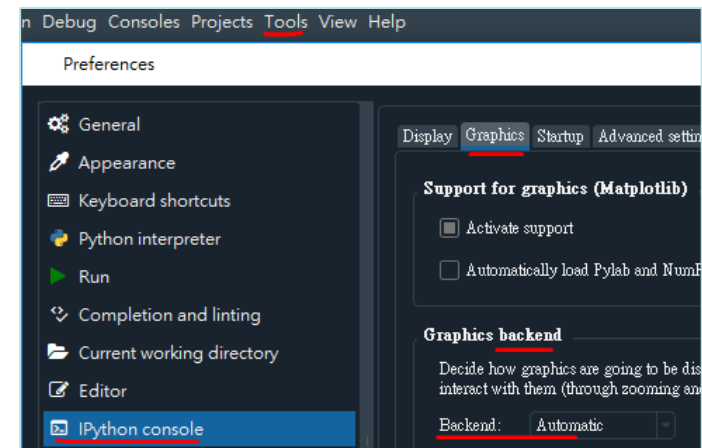 n Debug Consoles Projects Tools View Help
Preferences
General
Appearance
Keyboard shortcuts
Python interpreter
Run
Completion and linting
Current working directory
Editor
IPython console
Display Graphics Startup Advanced settin
Support for graphics (Matplotlib)
Activate support
Automatically load Pylab and NumP
Graphics backend
Decide how graphics are going to be dis
interact with them (through zooming an
Backend: Automatic